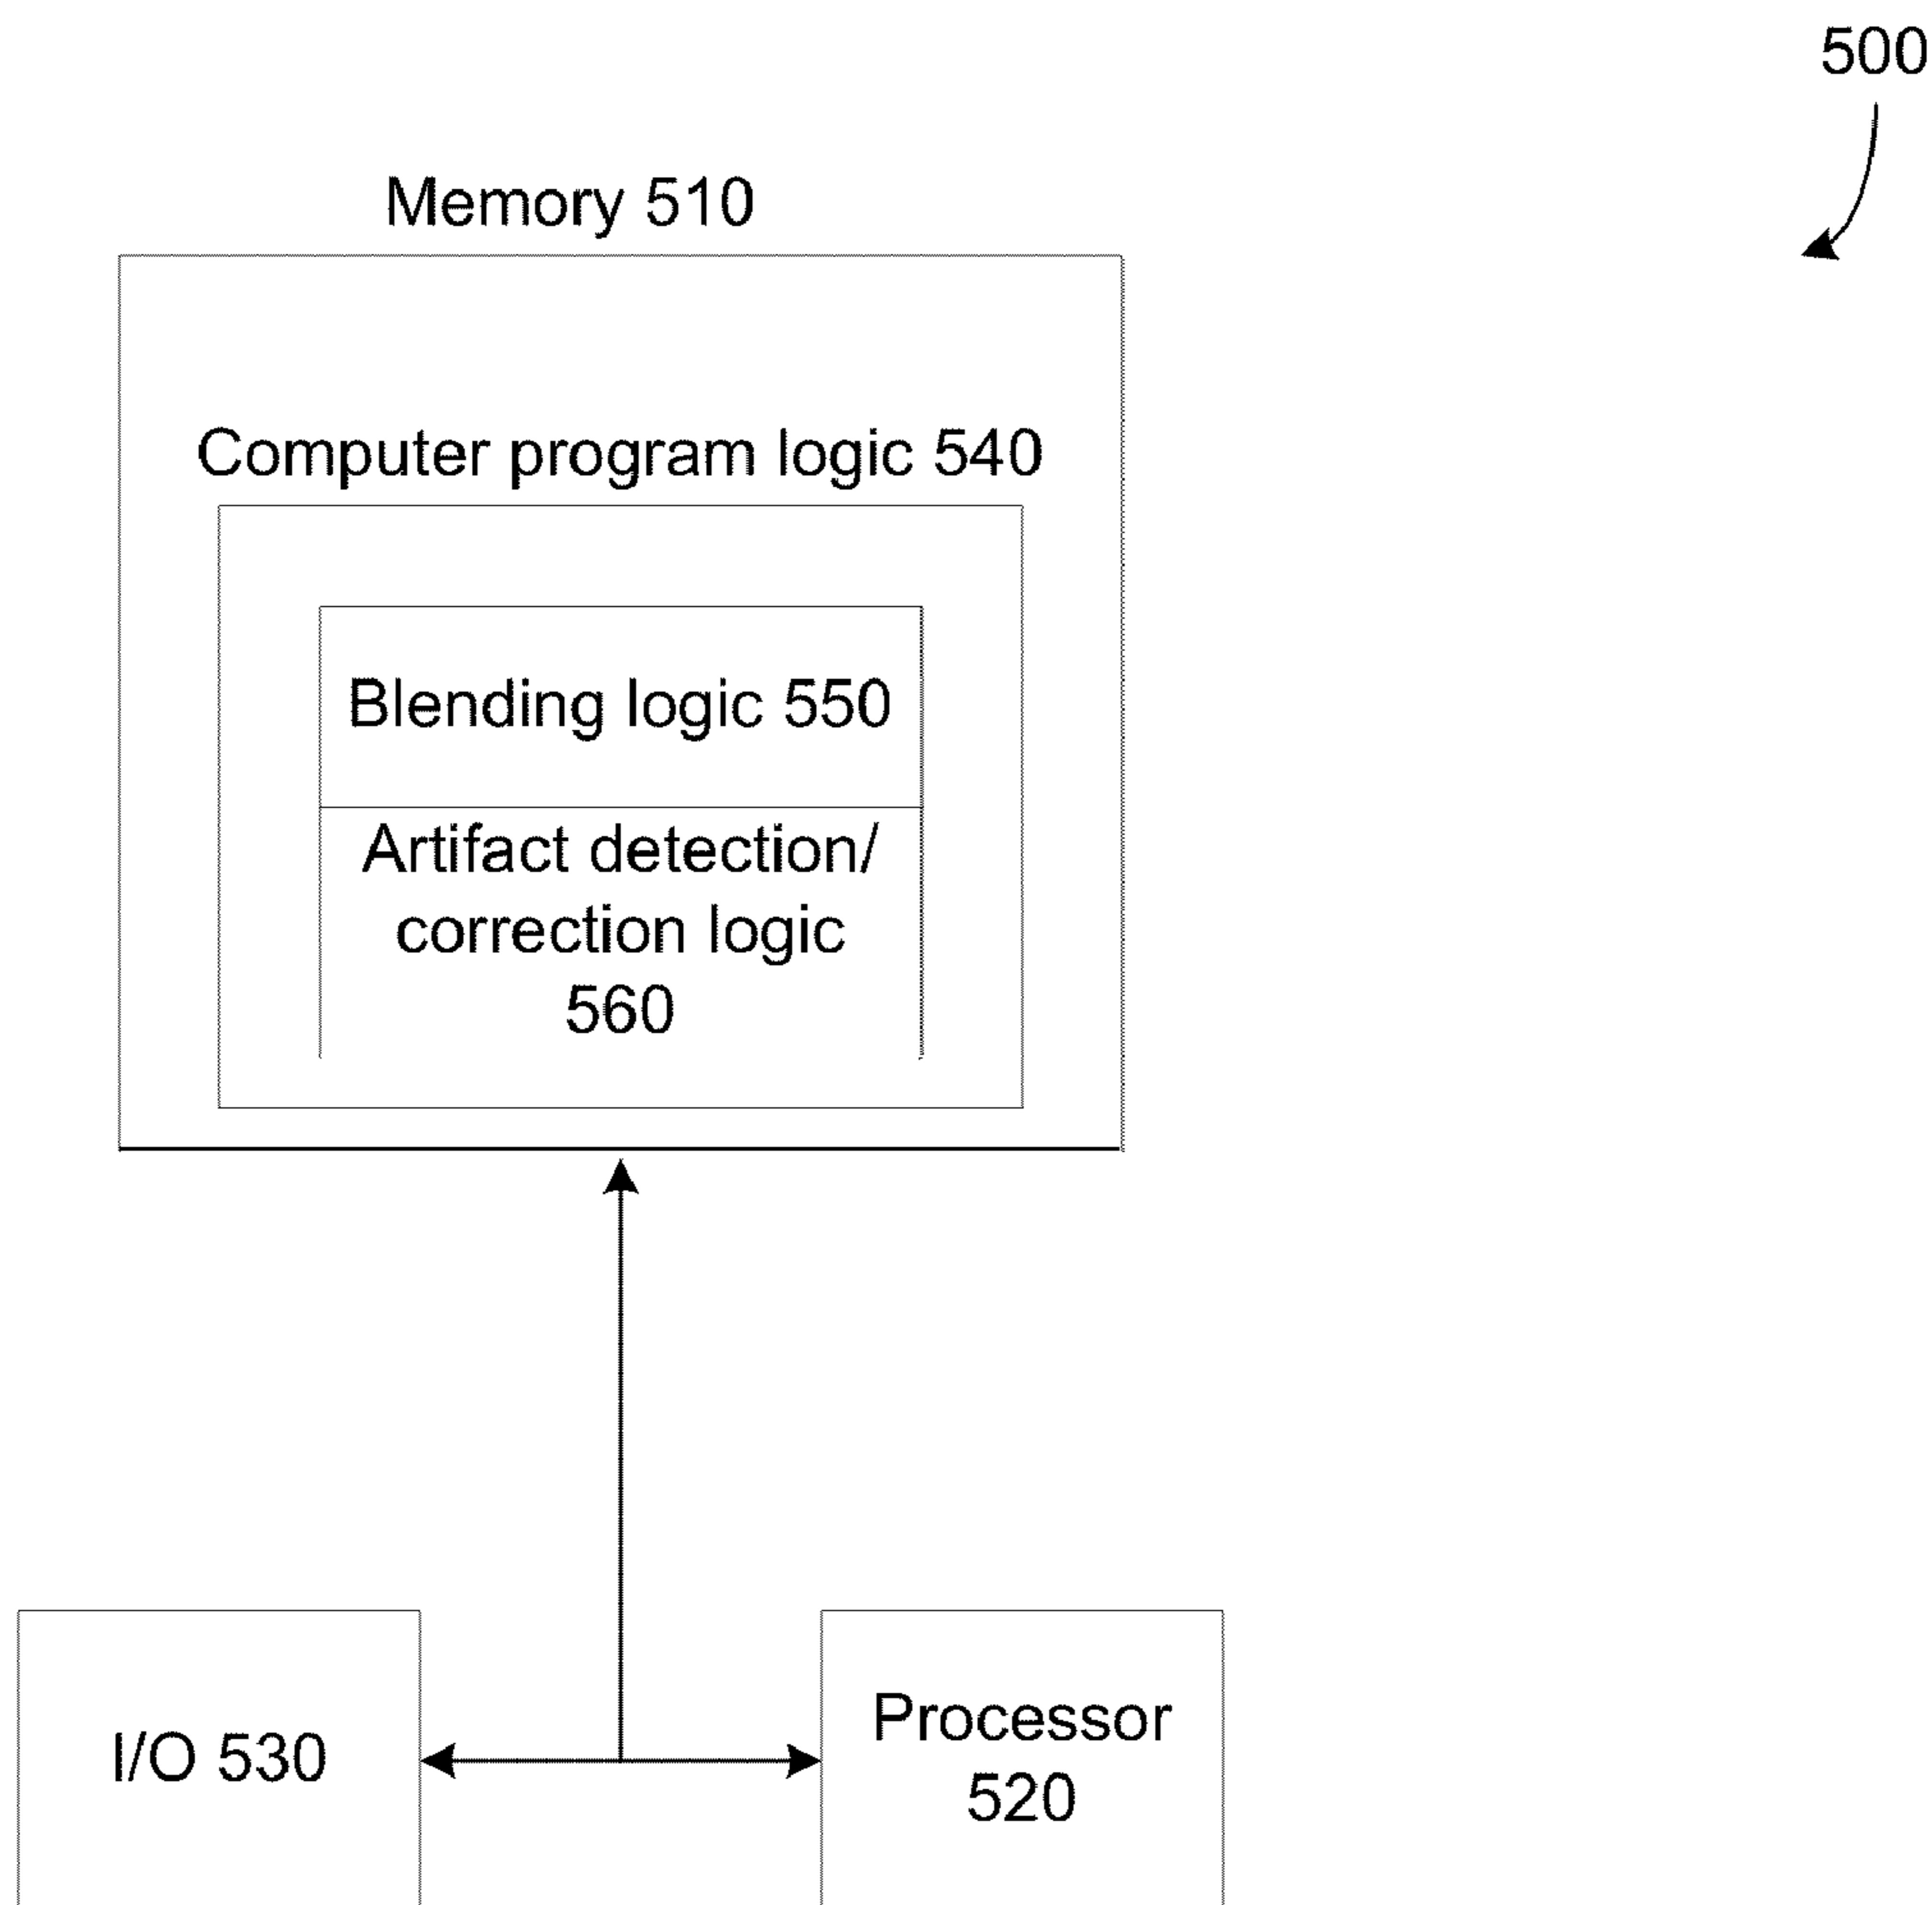 500
Memory 510
Computer program logic 540
Blending logic 550
Artifact detection/
correction logic
560
I/O 530
Processor
520